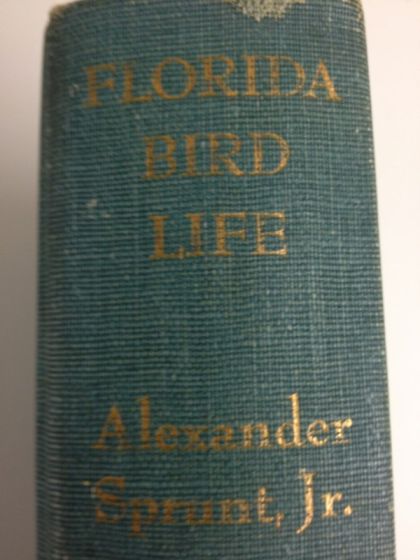 FLORIDA
BIRD
LIFE
Alexander
Sprunt, Jr.